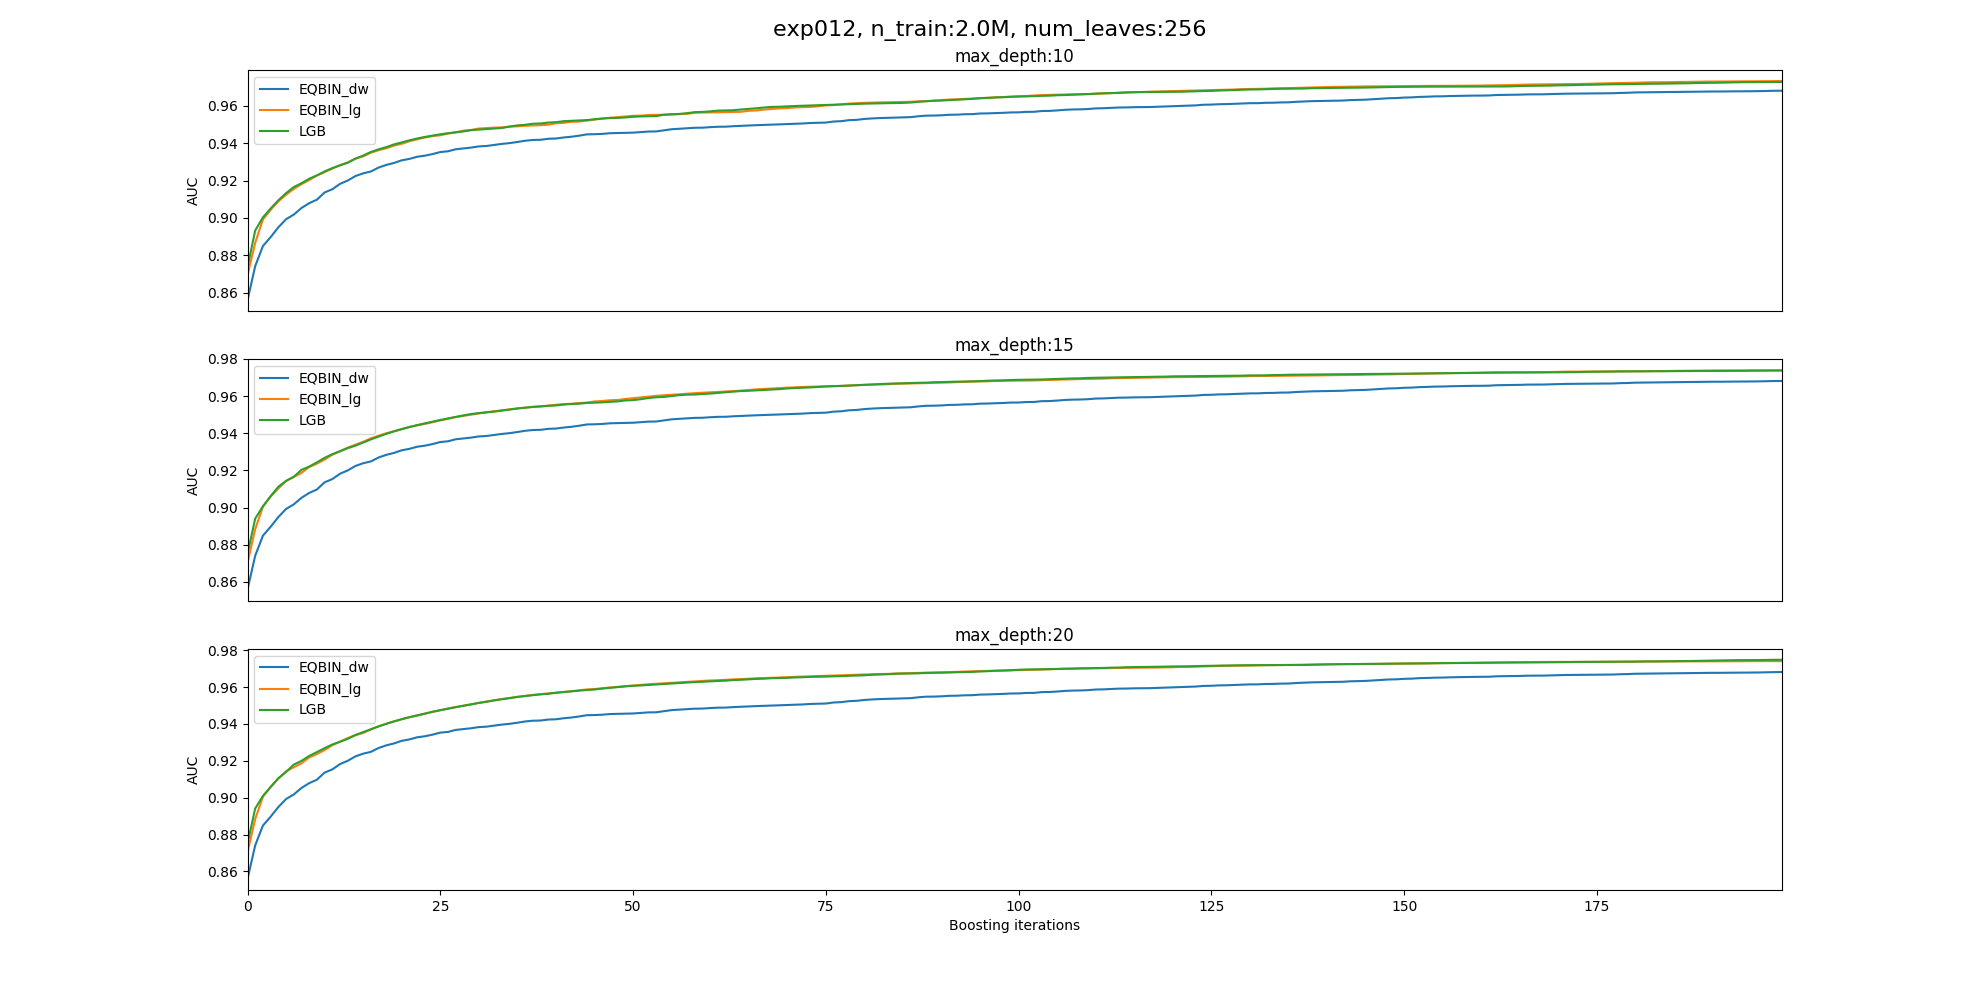 exp012, n_train:2.0M, num_leaves:256
max_depth:10
EQBIN_dw
EQBIN_lg
LGB
AUC
0.96
0.94
0.92
0.90
0.88
0.86
max_depth:15
EQBIN_dw
EQBIN_lg
LGB
AUC
0.98
0.96
0.94
0.92
0.90
0.88
0.86
max_depth:20
EQBIN_dw
EQBIN_lg
LGB
AUC
0.98
0.96
0.94
0.92
0.90
0.88
0.86
0 25 50 75 100 125 150 175
Boosting iterations